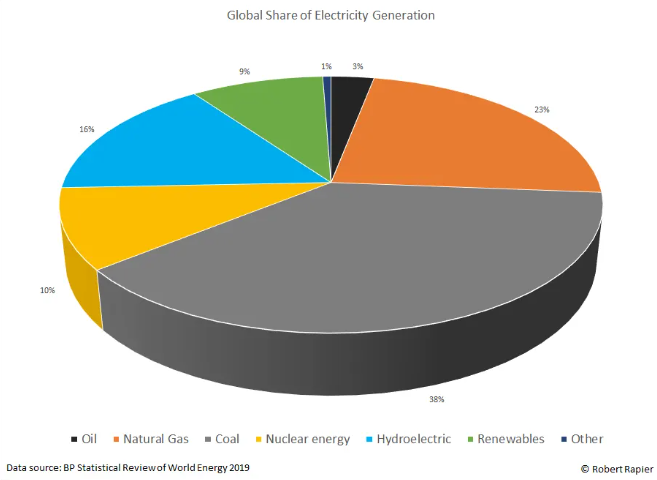 Global Share of Electricity Generation
1% 3%
9%
23%
16%
10%
38%
Oil Natural Gas Coal Nuclear energy Hydroelectric Renewables Other
Data source: BP Statistical Review of World Energy 2019 © Robert Rapier